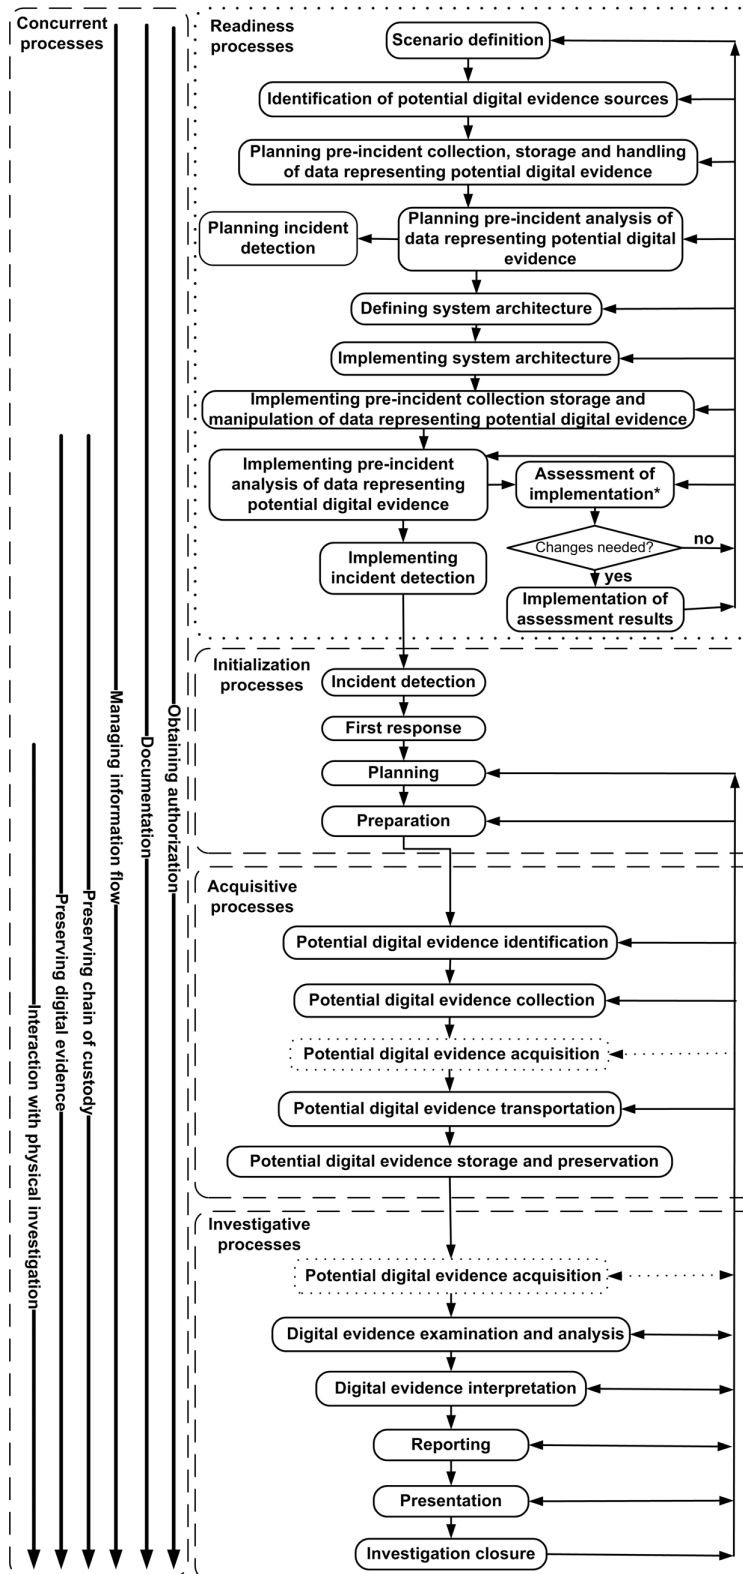 Concurrent
processes
Obtaining authorization
Documentation
Managing information flow
Preserving chain of custody
Preserving digital evidence
Interaction with physical investigation
Readiness
processes
Scenario definition
Identification of potential digital evidence sources
Planning pre-incident collection, storage and handling
of data representing potential digital evidence
Planning pre-incident analysis of
data representing potential digital
evidence
Planning incident
detection
Defining system architecture
Implementing system architecture
Implementing pre-incident collection storage and
manipulation of data representing potential digital evidence
Implementing pre-incident
analysis of data representing
potential digital evidence
Assessment of
implementation*
Changes needed?
no
yes
Implementing
incident detection
Implementation of
assessment results
Initialization
processes
Incident detection
First response
Planning
Preparation
Acquisitive
processes
Potential digital evidence identification
Potential digital evidence collection
Potential digital evidence acquisition
Potential digital evidence transportation
Potential digital evidence storage and preservation
Investigative
processes
Potential digital evidence acquisition
Digital evidence examination and analysis
Digital evidence interpretation
Reporting
Presentation
Investigation closure